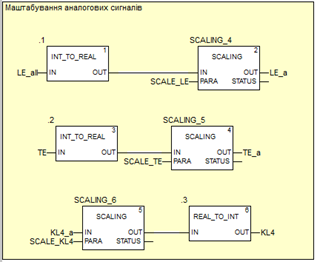 Маштабування аналогових сигналів
.1
SCALING_4
INT_TO_REAL 1
SCALING 2
LE_all IN OUT IN OUT LE_a
SCALE_LE PARA STATUS
.2
SCALING_5
INT_TO_REAL 3
SCALING 4
TE IN OUT IN OUT TE_a
SCALE_TE PARA STATUS
SCALING_6
.3
SCALING 5
REAL_TO_INT 6
KL4_a IN OUT IN OUT KL4
SCALE_KL4 PARA STATUS